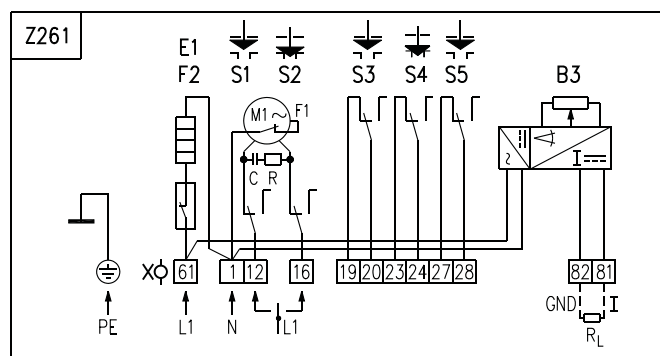 Z261
E1
F2 S1 S2 S3 S4 S5 B3
M1 ~ F1
C R
I
~
X 61 1 12 16 19 20 23 24 27 28 82 81
GND I
PE L1 N L1 RL